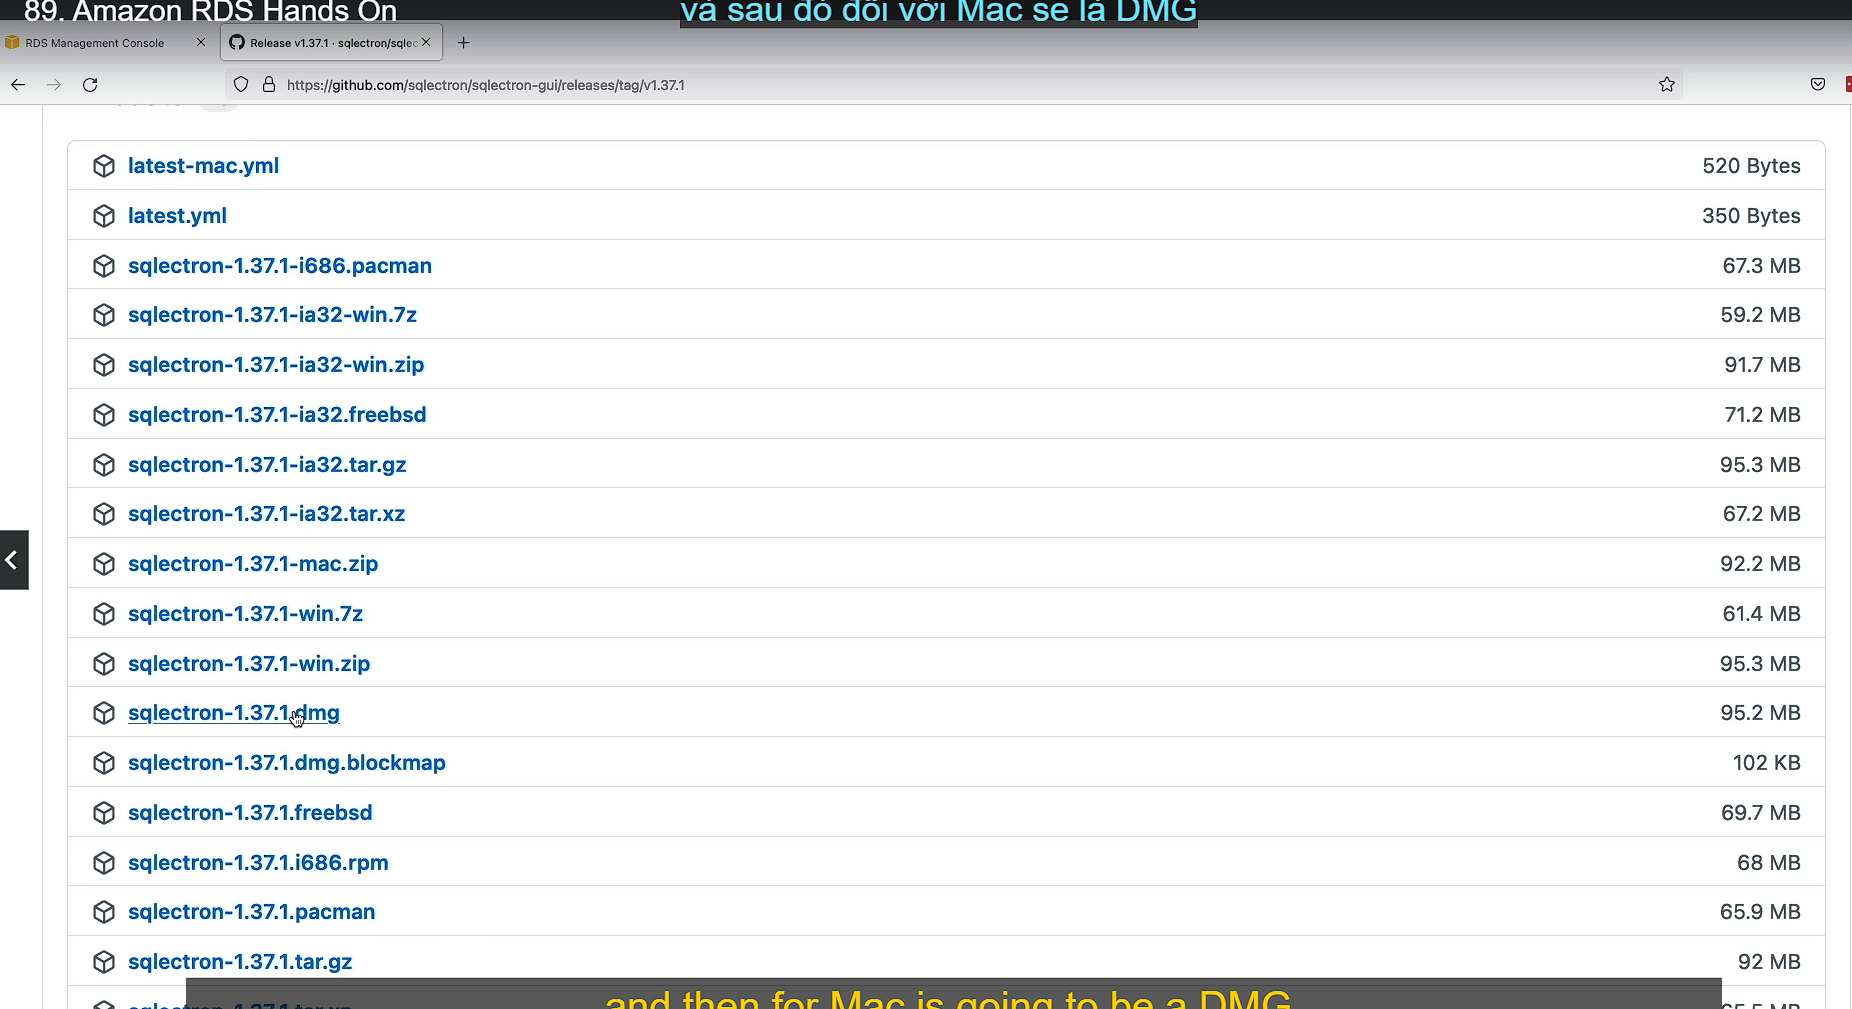 89. Amazon RDS Hands On
và sau đó đối với Mac sẽ là DMG
RDS Management Console
Release v1.37.1 · sqlectron/sqlec
https://github.com/sqlectron/sqlectron-gui/releases/tag/v1.37.1
latest-mac.yml 520 Bytes
latest.yml 350 Bytes
sqlectron-1.37.1-i686.pacman 67.3 MB
sqlectron-1.37.1-ia32-win.7z 59.2 MB
sqlectron-1.37.1-ia32-win.zip 91.7 MB
sqlectron-1.37.1-ia32.freebsd 71.2 MB
sqlectron-1.37.1-ia32.tar.gz 95.3 MB
sqlectron-1.37.1-ia32.tar.xz 67.2 MB
sqlectron-1.37.1-mac.zip 92.2 MB
sqlectron-1.37.1-win.7z 61.4 MB
sqlectron-1.37.1-win.zip 95.3 MB
sqlectron-1.37.1.dmg 95.2 MB
sqlectron-1.37.1.dmg.blockmap 102 KB
sqlectron-1.37.1.freebsd 69.7 MB
sqlectron-1.37.1.i686.rpm 68 MB
sqlectron-1.37.1.pacman 65.9 MB
sqlectron-1.37.1.tar.gz 92 MB
and then for Mac is going to be a DMG